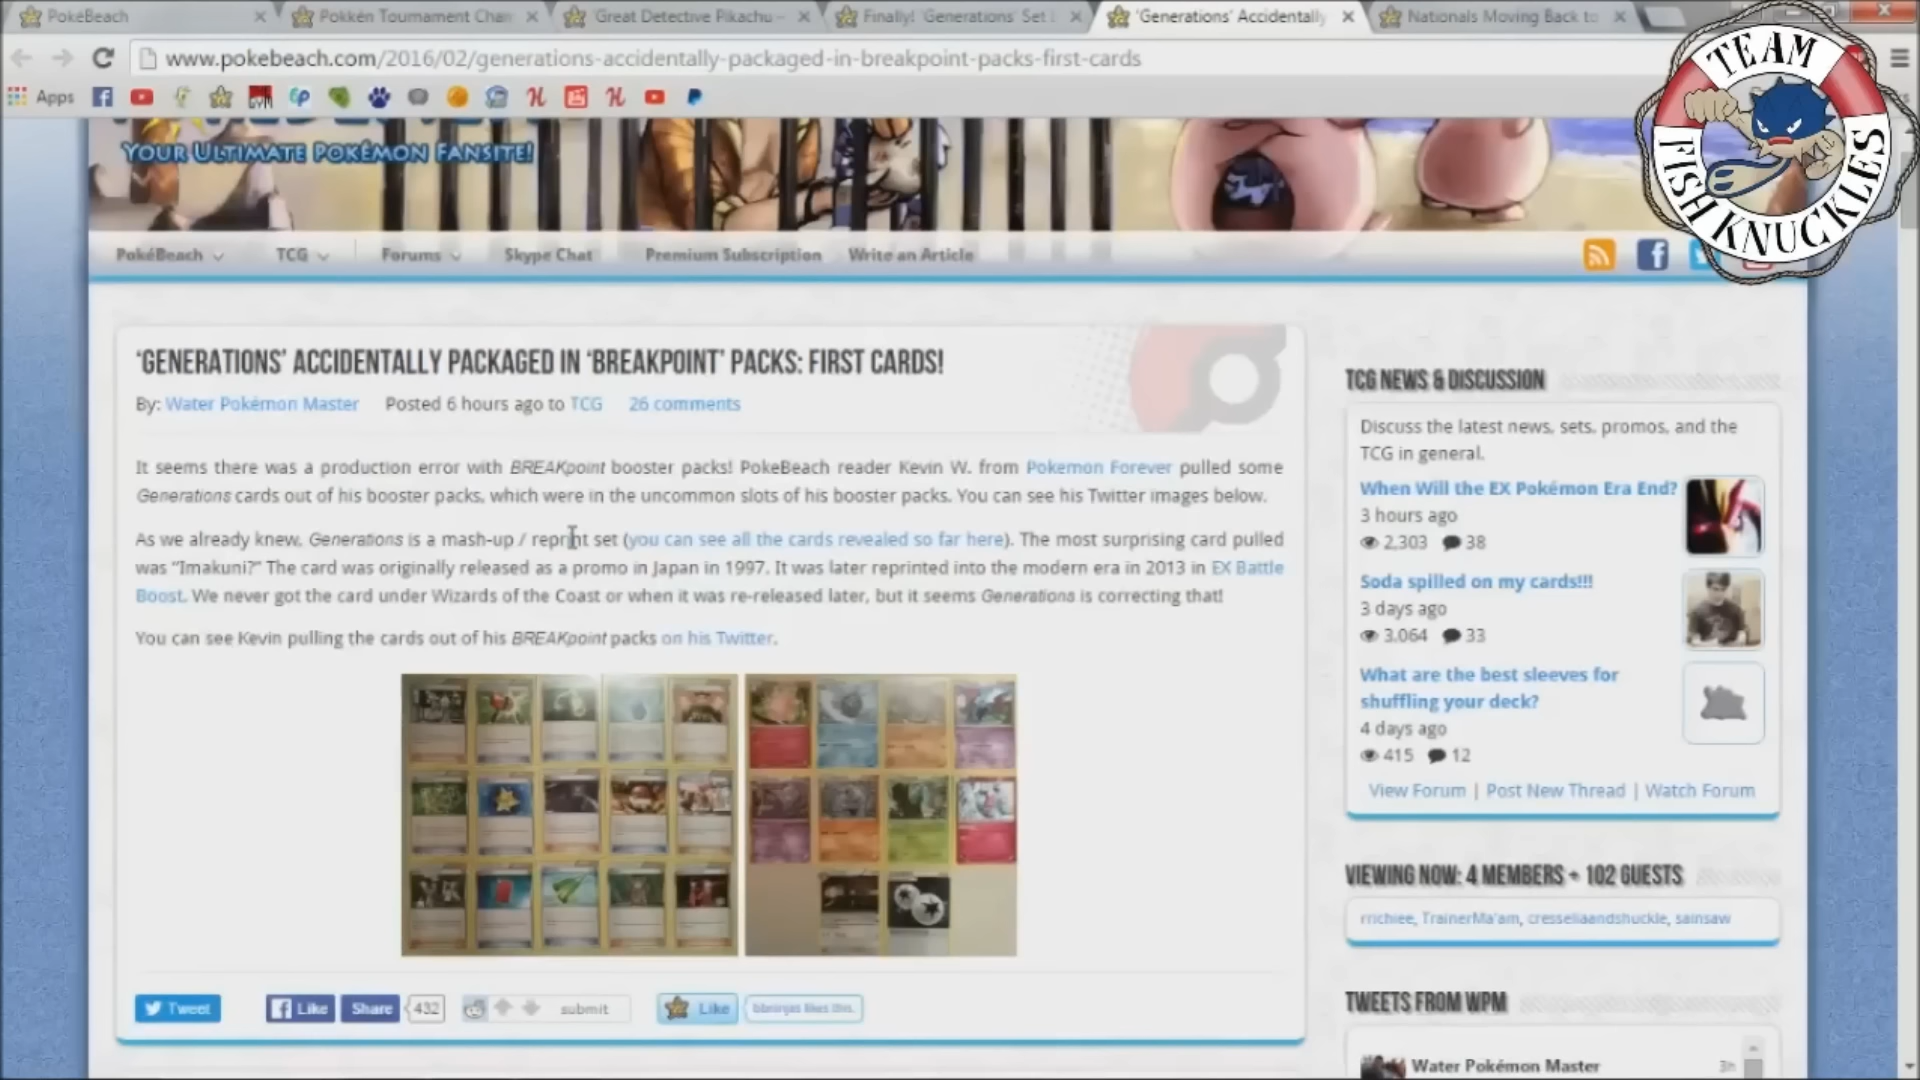 PokéBeach
Pokkén Tournament Cham
'Great Detective Pikachu' –
Finally! 'Generations' Set
'Generations' Accidentally
Nationals Moving Back to
www.pokebeach.com/2016/02/generations-accidentally-packaged-in-breakpoint-packs-first-cards
Apps
TEAM
FISH KNUCKLES
YOUR ULTIMATE POKÉMON FANSITE!
PokéBeach TCG Forums Skype Chat Premium Subscription Write an Article
'GENERATIONS' ACCIDENTALLY PACKAGED IN 'BREAKPOINT' PACKS: FIRST CARDS!
By: Water Pokémon Master Posted 6 hours ago to TCG 26 comments
It seems there was a production error with BREAKpoint booster packs! PokeBeach reader Kevin W. from Pokemon Forever pulled some
Generations cards out of his booster packs, which were in the uncommon slots of his booster packs. You can see his Twitter images below.
As we already knew, Generations is a mash-up / reprint set (you can see all the cards revealed so far here). The most surprising card pulled
was "Imakuni?" The card was originally released as a promo in Japan in 1997. It was later reprinted into the modern era in 2013 in EX Battle
Boost. We never got the card under Wizards of the Coast or when it was re-released later, but it seems Generations is correcting that!
You can see Kevin pulling the cards out of his BREAKpoint packs on his Twitter.
Tweet
Like Share 432
submit
Like
bbninjas likes this.
TCG NEWS & DISCUSSION
Discuss the latest news, sets, promos, and the
TCG in general.
When Will the EX Pokémon Era End?
3 hours ago
2,303 38
Soda spilled on my cards!!!
3 days ago
3,064 33
What are the best sleeves for
shuffling your deck?
4 days ago
415 12
View Forum | Post New Thread | Watch Forum
VIEWING NOW: 4 MEMBERS + 102 GUESTS
rrichiee, TrainerMa'am, cresseliaandshuckle, sainsaw
TWEETS FROM WPM
Water Pokémon Master
3h